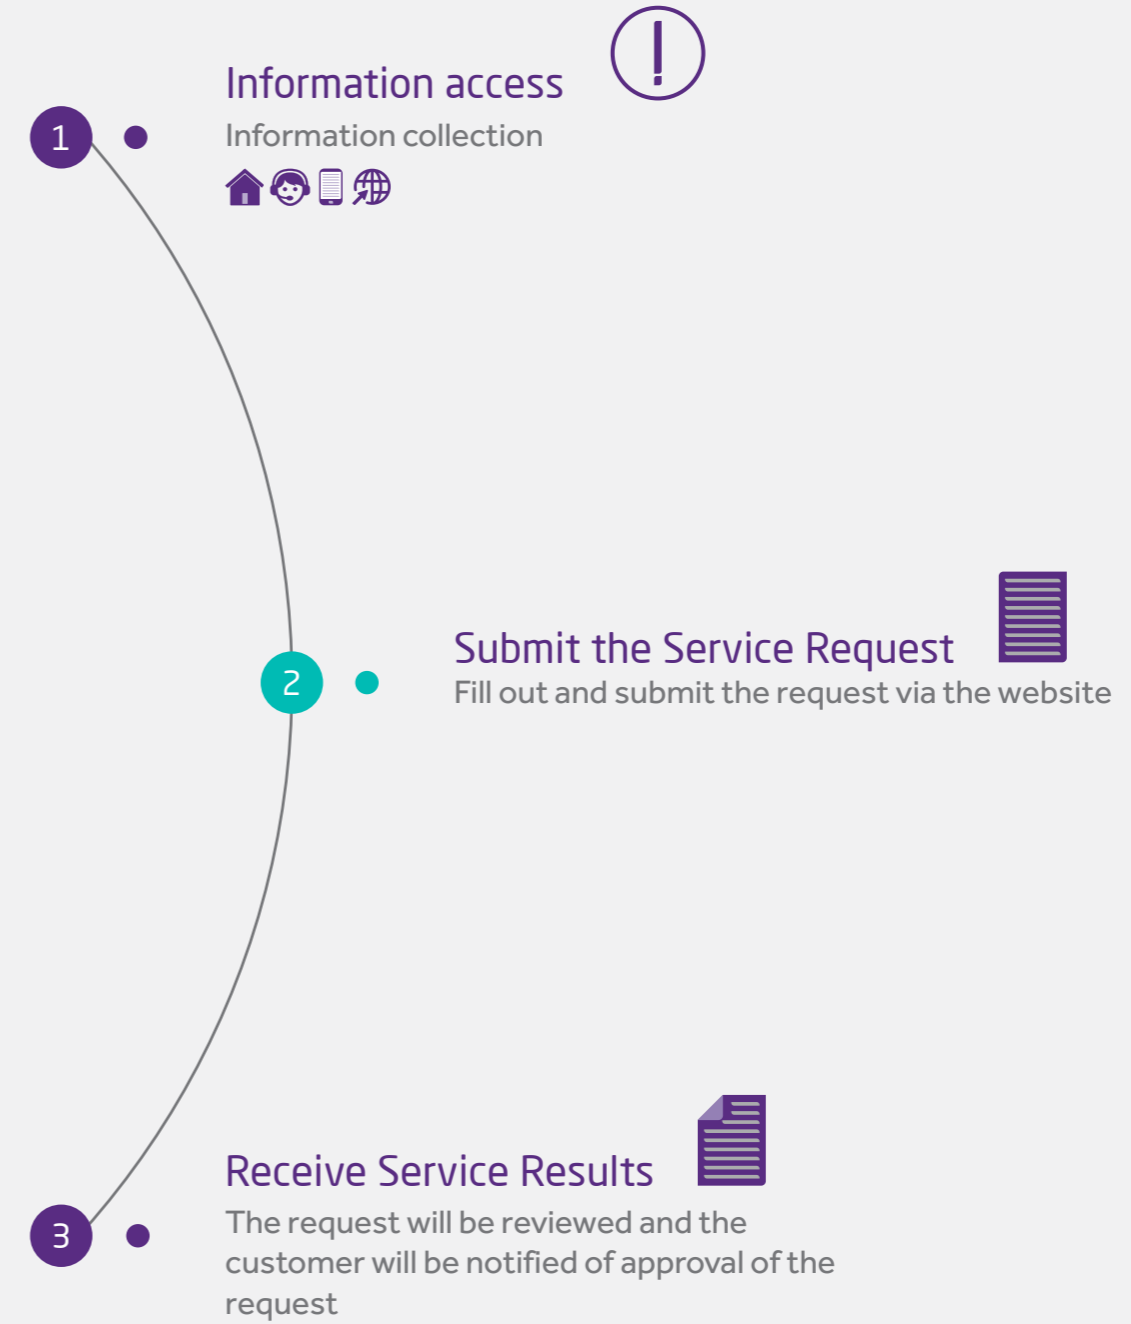 1
Information access
Information collection
2
Submit the Service Request
Fill out and submit the request via the website
3
Receive Service Results
The request will be reviewed and the
customer will be notified of approval of the
request